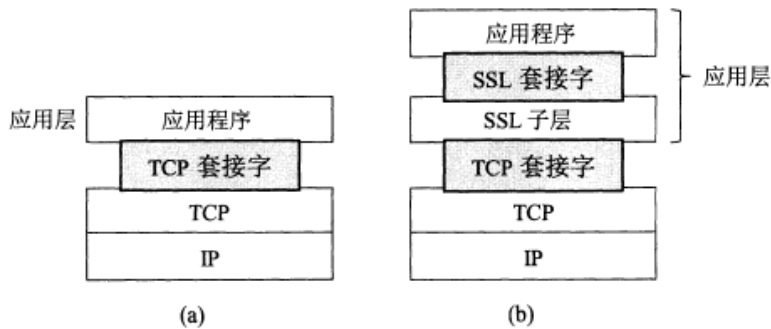 应用层
应用程序
TCP 套接字
TCP
IP
(a)
应用程序
SSL 套接字
SSL 子层
TCP 套接字
TCP
IP
应用层
(b)